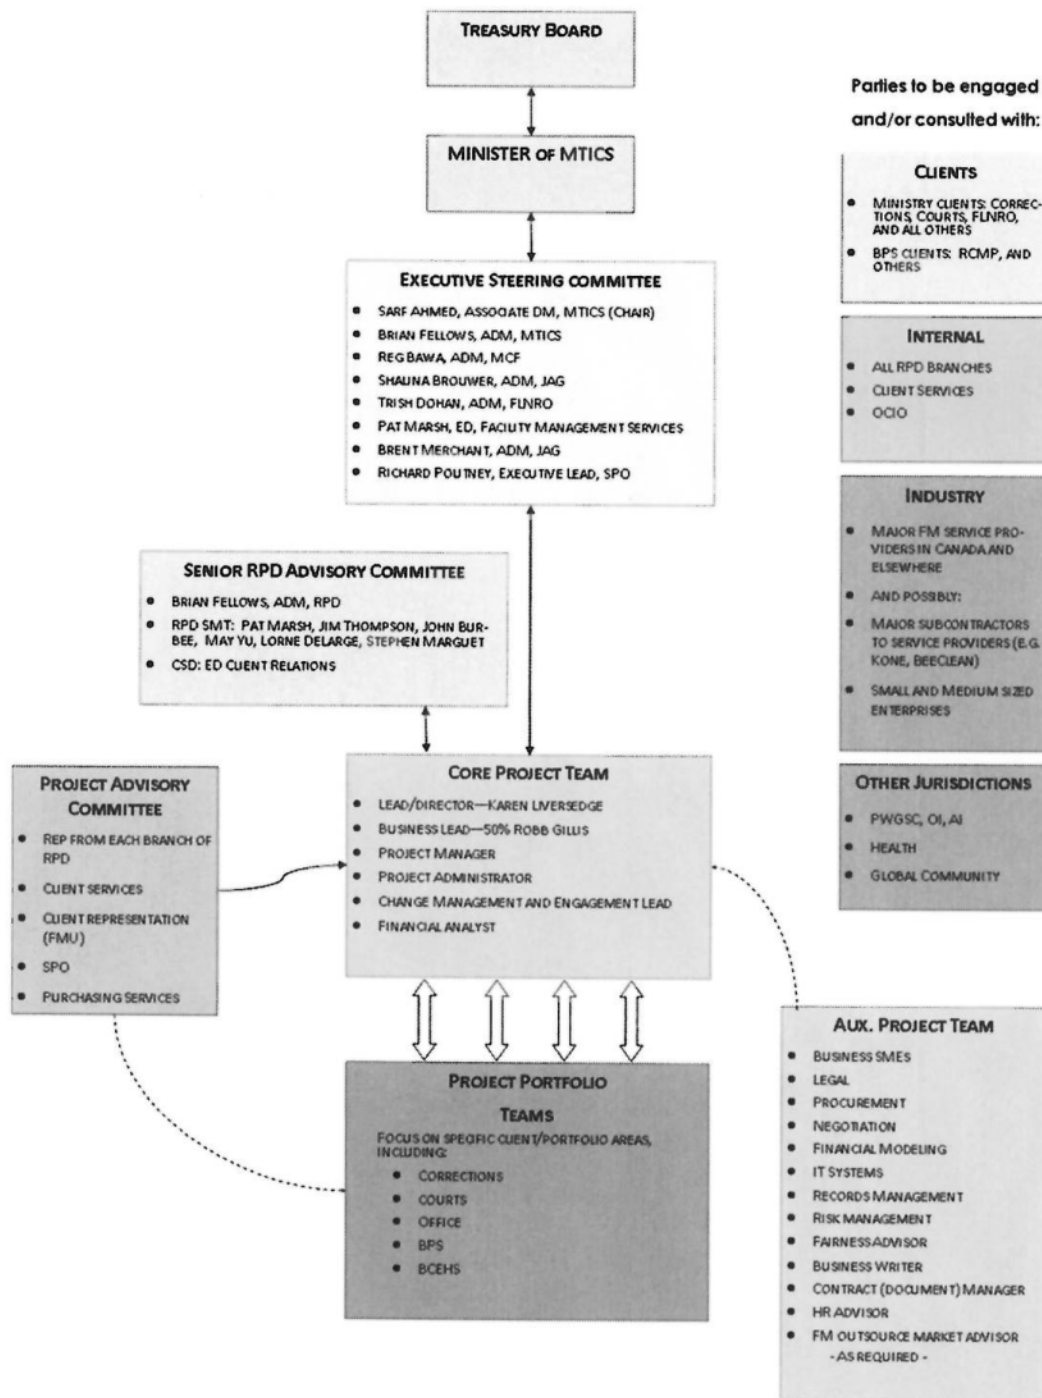 TREASURY BOARD
MINISTER OF MTICS
EXECUTIVE STEERING COMMITTEE
• SARF AHMED, ASSOCIATE DM, MTICS (CHAIR)
• BRIAN FELLOWS, ADM, MTICS
• REG BAWA, ADM, MCF
• SHAUNA BROUWER, ADM, JAG
• TRISH DOHAN, ADM, FLNRO
• PAT MARSH, ED, FACILITY MANAGEMENT SERVICES
• BRENT MERCHANT, ADM, JAG
• RICHARD POUTNEY, EXECUTIVE LEAD, SPO
SENIOR RPD ADVISORY COMMITTEE
• BRIAN FELLOWS, ADM, RPD
• RPD SMT: PAT MARSH, JIM THOMPSON, JOHN BUR-
BEE, MAY YU, LORNE DELARGE, STEPHEN MARGUET
• CSD: ED CLIENT RELATIONS
PROJECT ADVISORY
COMMITTEE
• REP FROM EACH BRANCH OF
RPD
• CLIENT SERVICES
• CLIENT REPRESENTATION
(FMU)
• SPO
• PURCHASING SERVICES
CORE PROJECT TEAM
• LEAD/DIRECTOR—KAREN LIVERSEDGE
• BUSINESS LEAD—50% ROBB GILLIS
• PROJECT MANAGER
• PROJECT ADMINISTRATOR
• CHANGE MANAGEMENT AND ENGAGEMENT LEAD
• FINANCIAL ANALYST
PROJECT PORTFOLIO
TEAMS
FOCUS ON SPECIFIC CLIENT/PORTFOLIO AREAS,
INCLUDING:
• CORRECTIONS
• COURTS
• OFFICE
• BPS
• BCEHS
Parties to be engaged
and/or consulted with:
CLIENTS
• MINISTRY CLIENTS: CORREC-
TIONS, COURTS, FLNRO,
AND ALL OTHERS
• BPS CLIENTS: RCMP, AND
OTHERS
INTERNAL
• ALL RPD BRANCHES
• CLIENT SERVICES
• OCIO
INDUSTRY
• MAJOR FM SERVICE PRO-
VIDERS IN CANADA AND
ELSEWHERE
• AND POSSIBLY:
• MAJOR SUBCONTRACTORS
TO SERVICE PROVIDERS (E.G.
KONE, BEECLEAN)
• SMALL AND MEDIUM SIZED
ENTERPRISES
OTHER JURISDICTIONS
• PWGSC, OI, AI
• HEALTH
• GLOBAL COMMUNITY
AUX. PROJECT TEAM
• BUSINESS SMES
• LEGAL
• PROCUREMENT
• NEGOTIATION
• FINANCIAL MODELING
• IT SYSTEMS
• RECORDS MANAGEMENT
• RISK MANAGEMENT
• FAIRNESS ADVISOR
• BUSINESS WRITER
• CONTRACT (DOCUMENT) MANAGER
• HR ADVISOR
• FM OUTSOURCE MARKET ADVISOR
- AS REQUIRED -